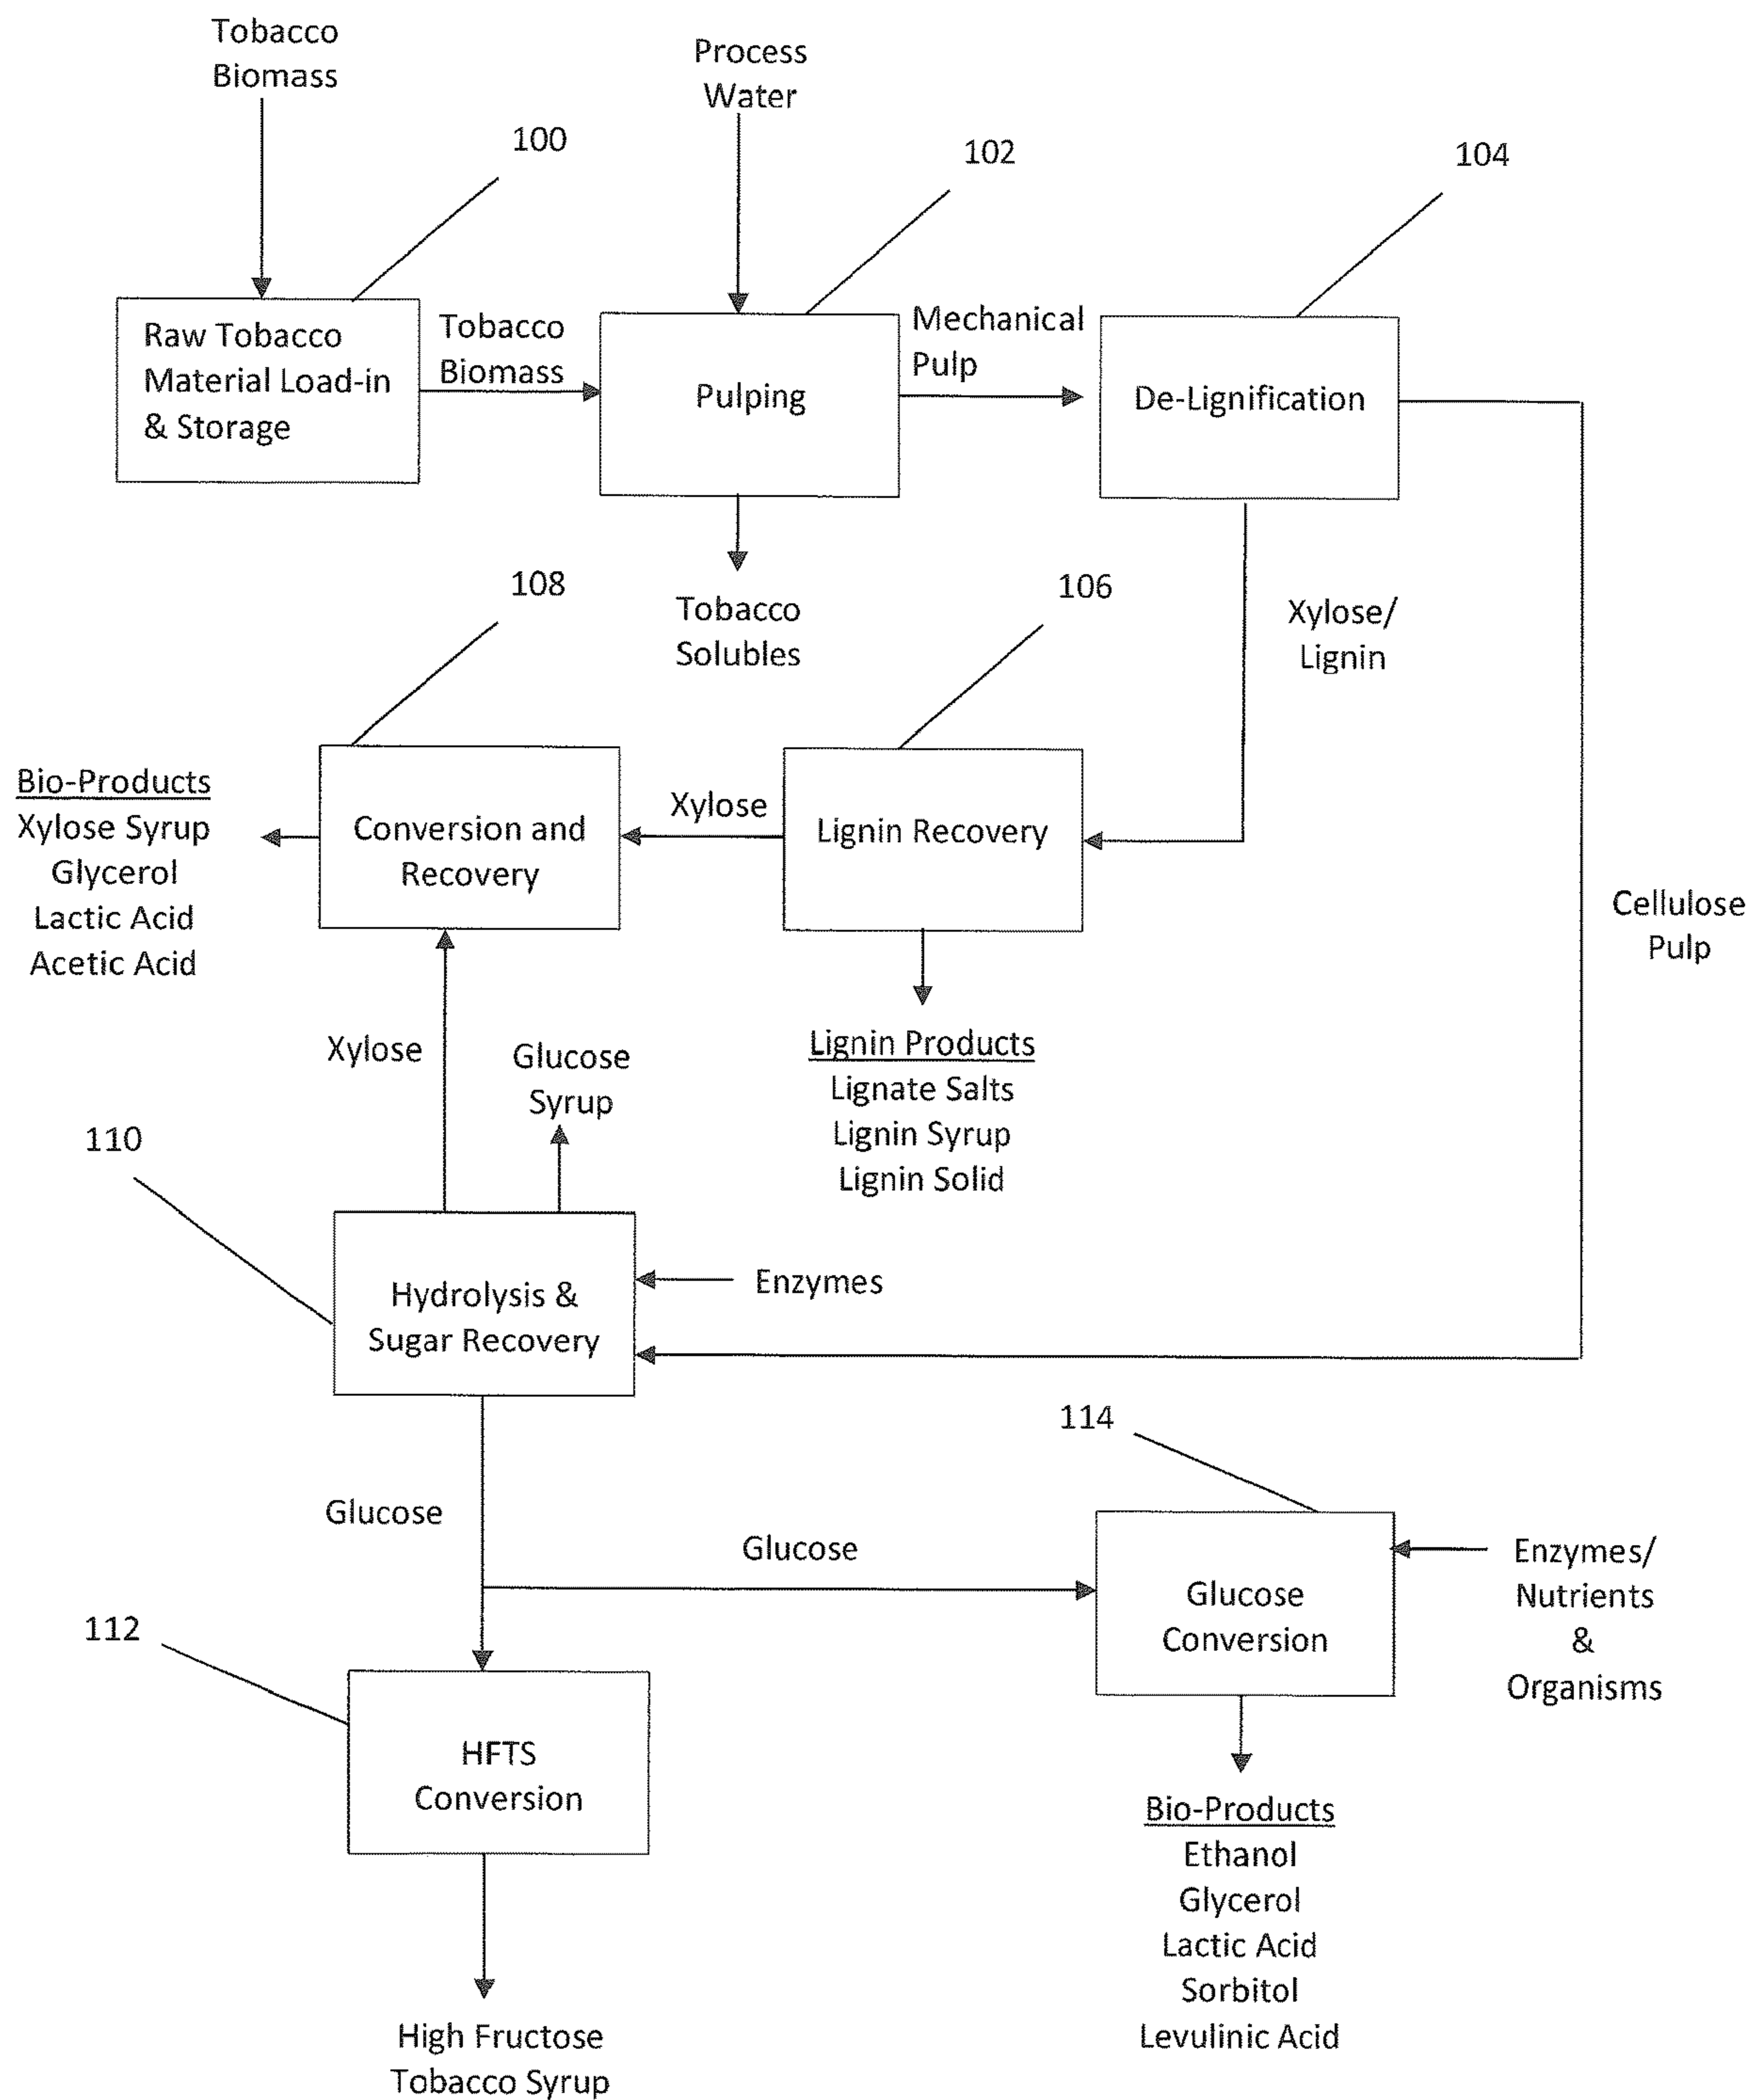 Tobacco
Biomass
Process
Water
100
102
104
Raw Tobacco
Material Load-in
& Storage
Tobacco
Biomass
Pulping
Mechanical
Pulp
De-Lignification
108
Tobacco
Solubles
106
Xylose/
Lignin
Bio-Products
Xylose Syrup
Glycerol
Lactic Acid
Acetic Acid
Conversion and
Recovery
Xylose
Lignin Recovery
Cellulose
Pulp
Xylose
Glucose
Syrup
Lignin Products
Lignate Salts
Lignin Syrup
Lignin Solid
110
Hydrolysis &
Sugar Recovery
Enzymes
114
Glucose
Glucose
Glucose
Conversion
Enzymes/
Nutrients
&
Organisms
112
HFTS
Conversion
Bio-Products
Ethanol
Glycerol
Lactic Acid
Sorbitol
Levulinic Acid
High Fructose
Tobacco Syrup